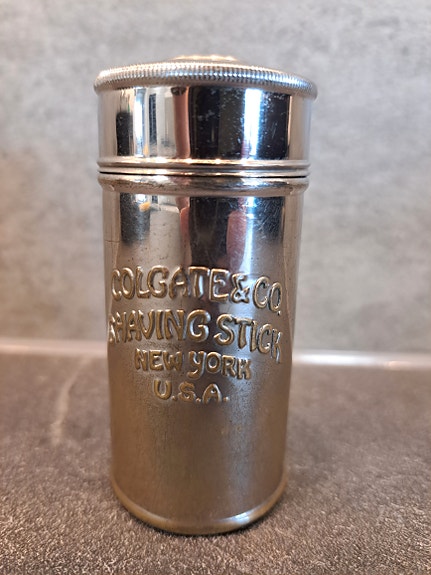 COLGATE & CO.
SHAVING STICK
NEW YORK
U.S.A.